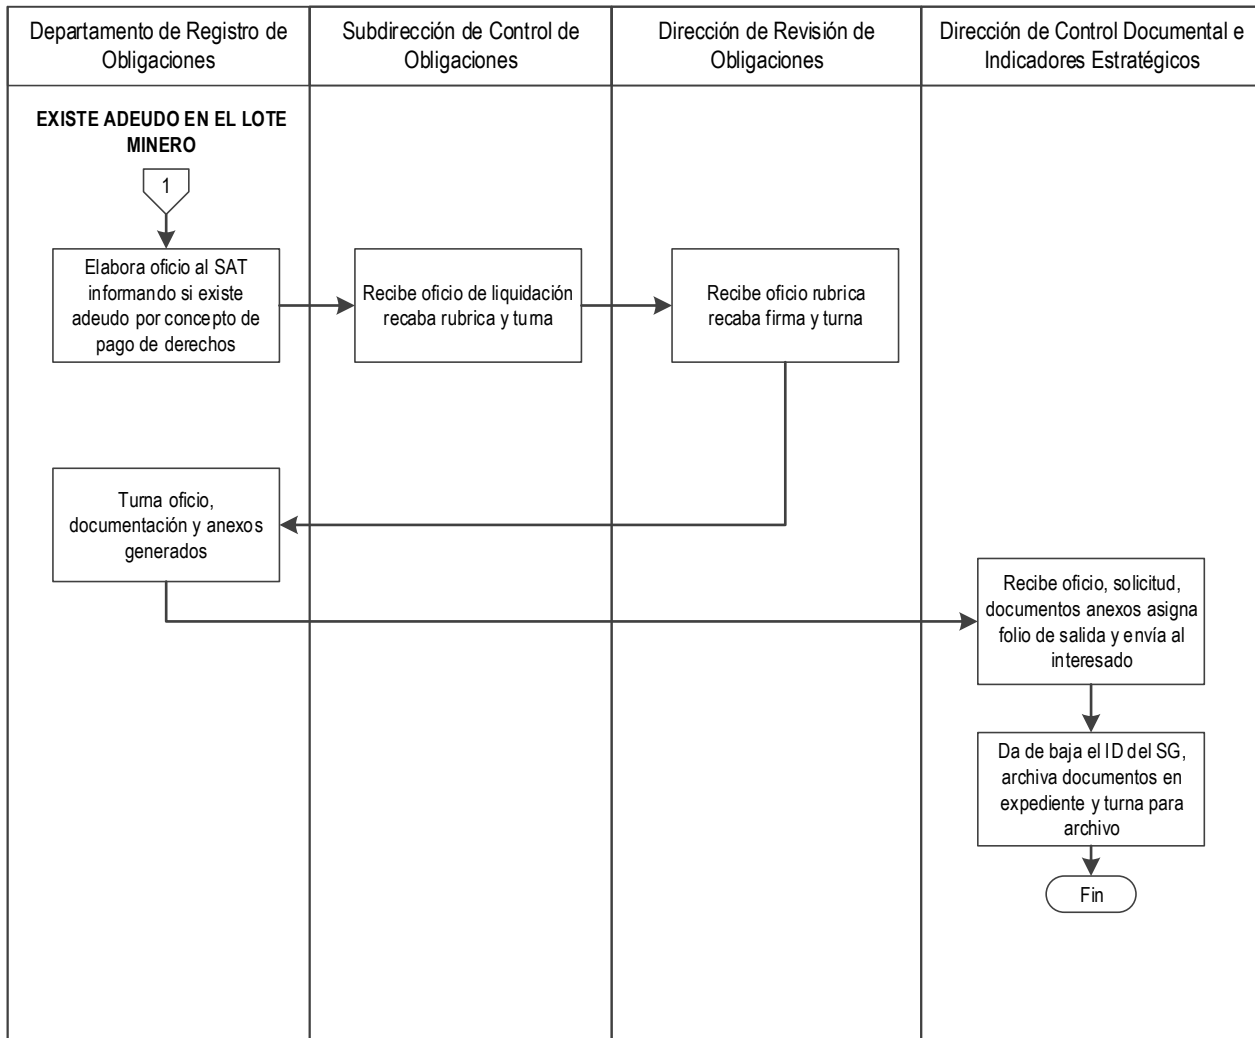 Departamento de Registro de
Obligaciones
Subdirección de Control de
Obligaciones
Dirección de Revisión de
Obligaciones
Dirección de Control Documental e
Indicadores Estratégicos
EXISTE ADEUDO EN EL LOTE
MINERO
1
Elabora oficio al SAT
informando si existe
adeudo por concepto de
pago de derechos
Recibe oficio de liquidación
recaba rubrica y turna
Recibe oficio rubrica
recaba firma y turna
Turna oficio,
documentación y anexos
generados
Recibe oficio, solicitud,
documentos anexos asigna
folio de salida y envía al
interesado
Da de baja el ID del SG,
archiva documentos en
expediente y turna para
archivo
Fin